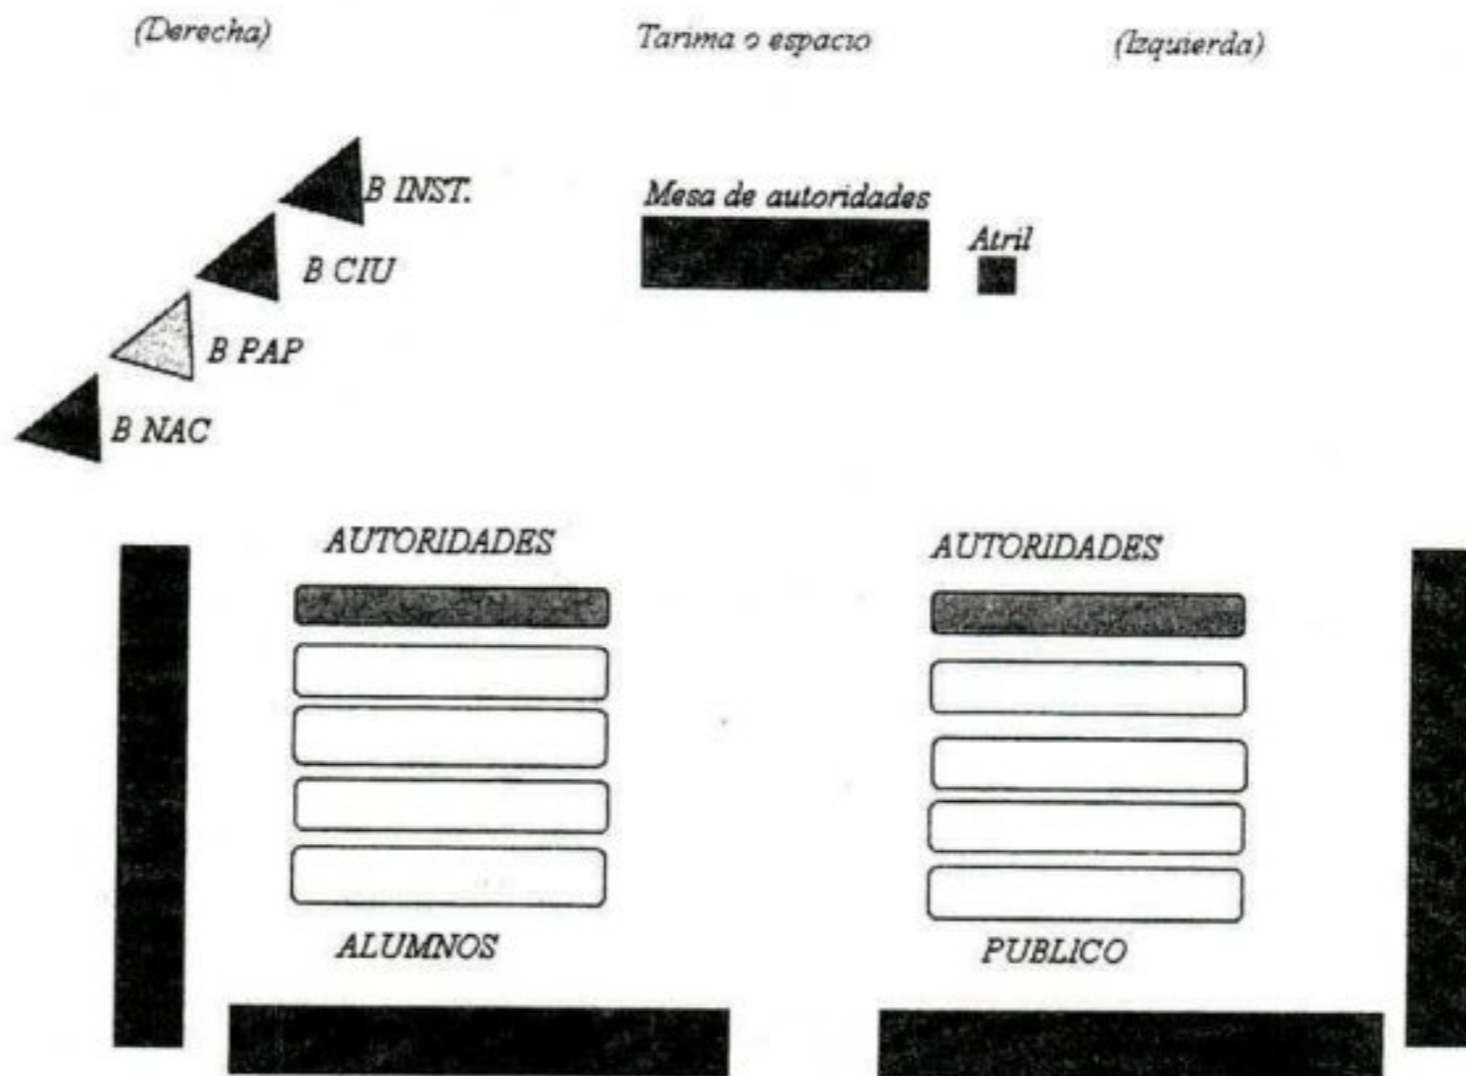 (Derecha)
Tarima o espacio
(Izquierda)
B INST.
Mesa de autoridades
Atril
B CIU
B PAP
B NAC
AUTORIDADES
AUTORIDADES
ALUMNOS
PUBLICO